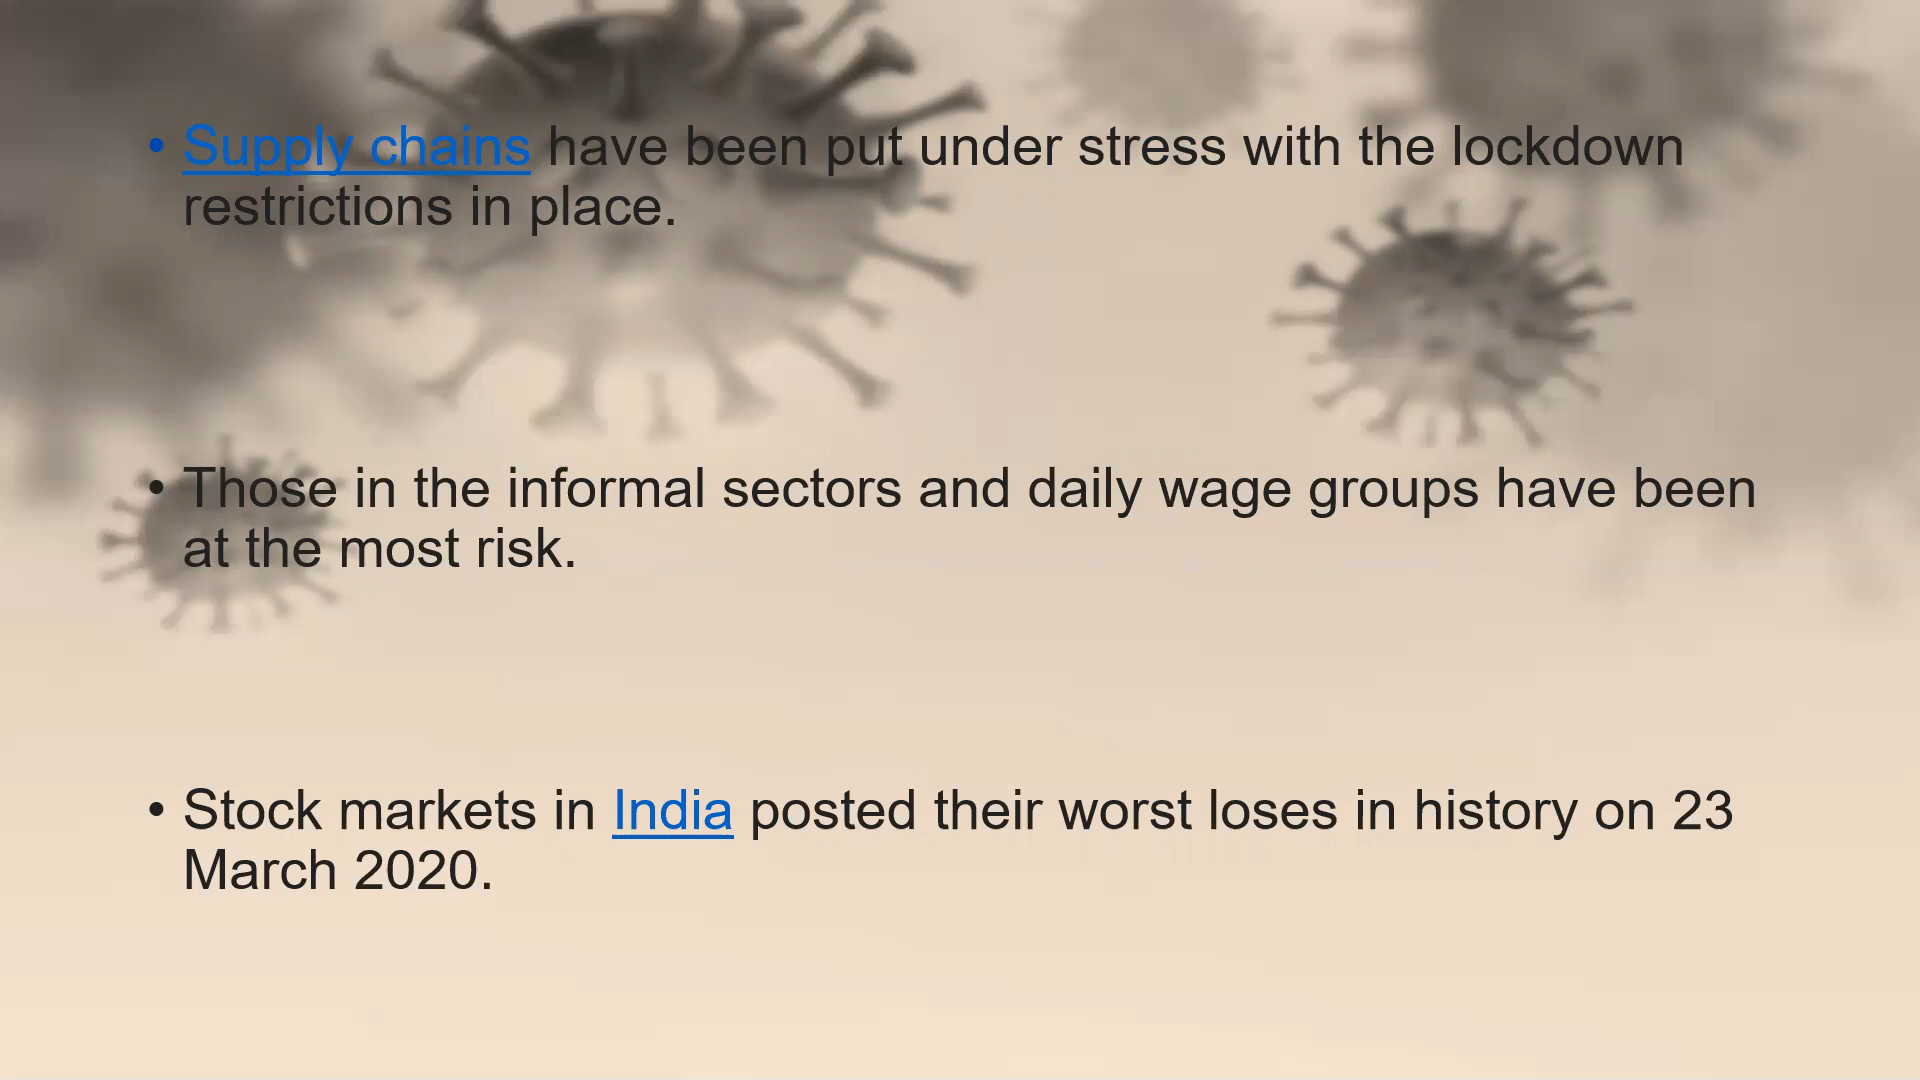 • Supply chains have been put under stress with the lockdown
restrictions in place.
• Those in the informal sectors and daily wage groups have been
at the most risk.
• Stock markets in India posted their worst loses in history on 23
March 2020.